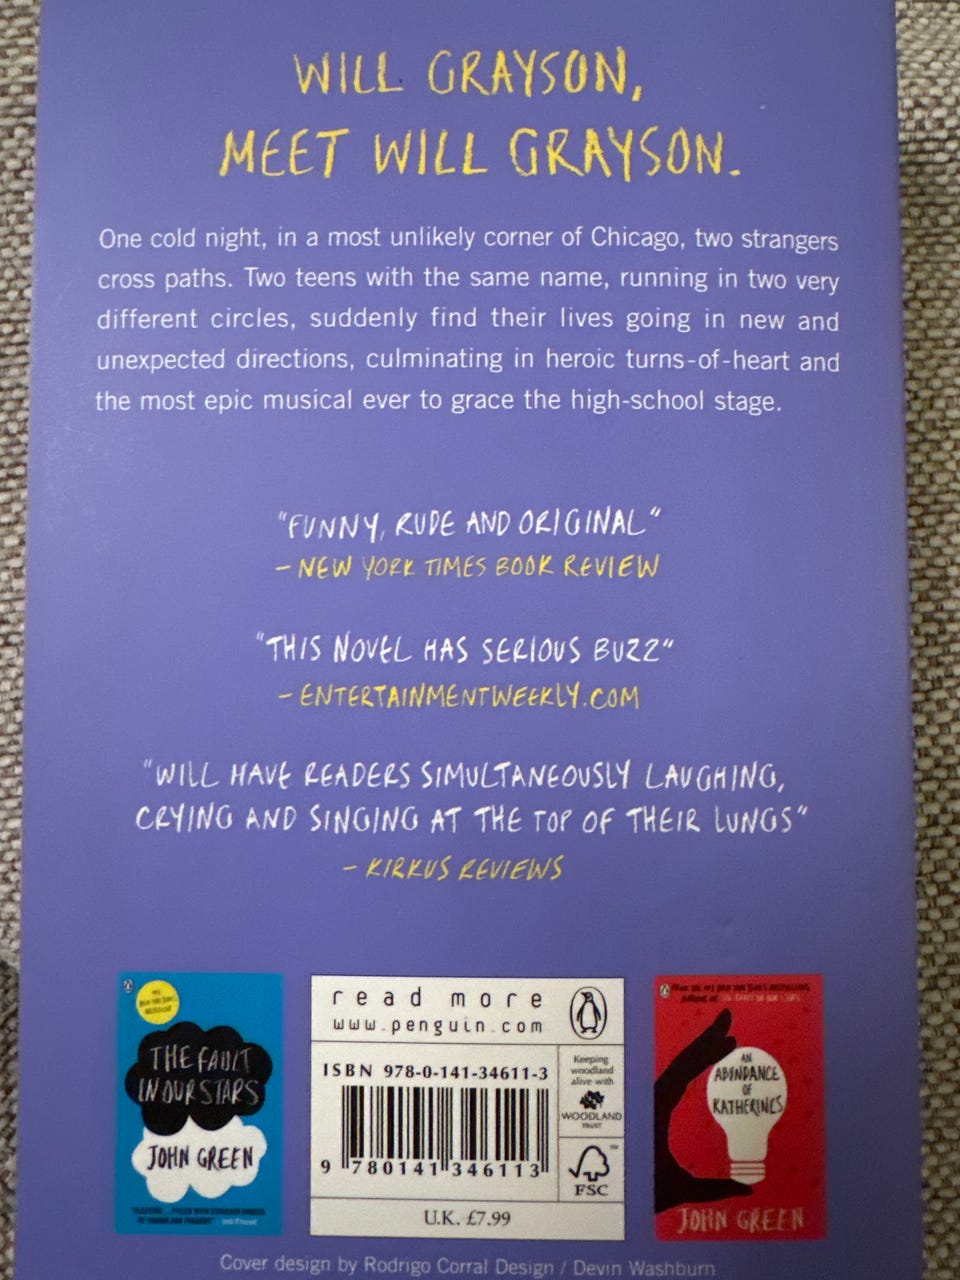 WILL GRAYSON,
MEET WILL GRAYSON.
One cold night, in a most unlikely corner of Chicago, two strangers
cross paths. Two teens with the same name, running in two very
different circles, suddenly find their lives going in new and
unexpected directions, culminating in heroic turns-of-heart and
the most epic musical ever to grace the high-school stage.
"FUNNY, RUDE AND ORIGINAL"
– NEW YORK TIMES BOOK REVIEW
"THIS NOVEL HAS SERIOUS BUZZ"
– ENTERTAINMENTWEEKLY.COM
"WILL HAVE READERS SIMULTANEOUSLY LAUGHING,
CRYING AND SINGING AT THE TOP OF THEIR LUNGS"
– KIRKUS REVIEWS
THE FAULT
IN OUR STARS
JOHN GREEN
read more
www.penguin.com
ISBN 978-0-141-34611-3
9 780141 346113
Keeping
woodland
alive with
WOODLAND
TRUST
FSC
™
U.K. £7.99
AN
ABUNDANCE
OF
KATHERINES
JOHN GREEN
Cover design by Rodrigo Corral Design / Devin Washburn